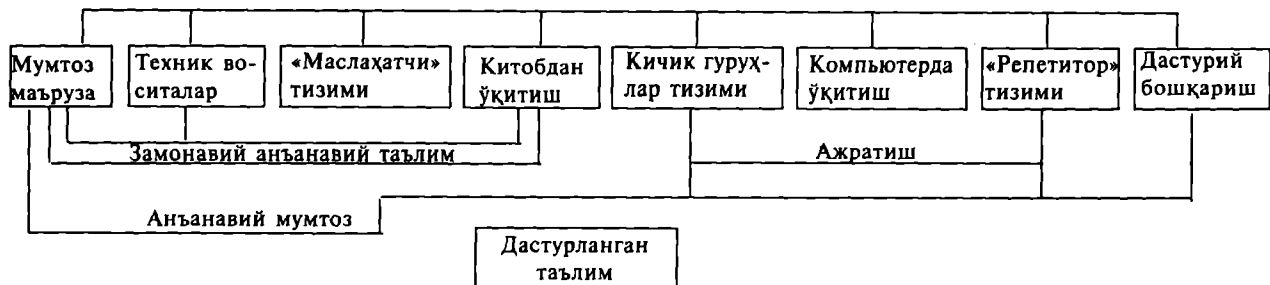 Мумтоз
маъруза
Техник во-
ситалар
«Маслаҳатчи»
тизими
Китобдан
ўқитиш
Кичик гуруҳ-
лар тизими
Компьютерда
ўқитиш
«Репетитор»
тизими
Дастурий
бошқариш
Замонавий анъанавий таълим
Ажратиш
Анъанавий мумтоз
Дастурланган
таълим